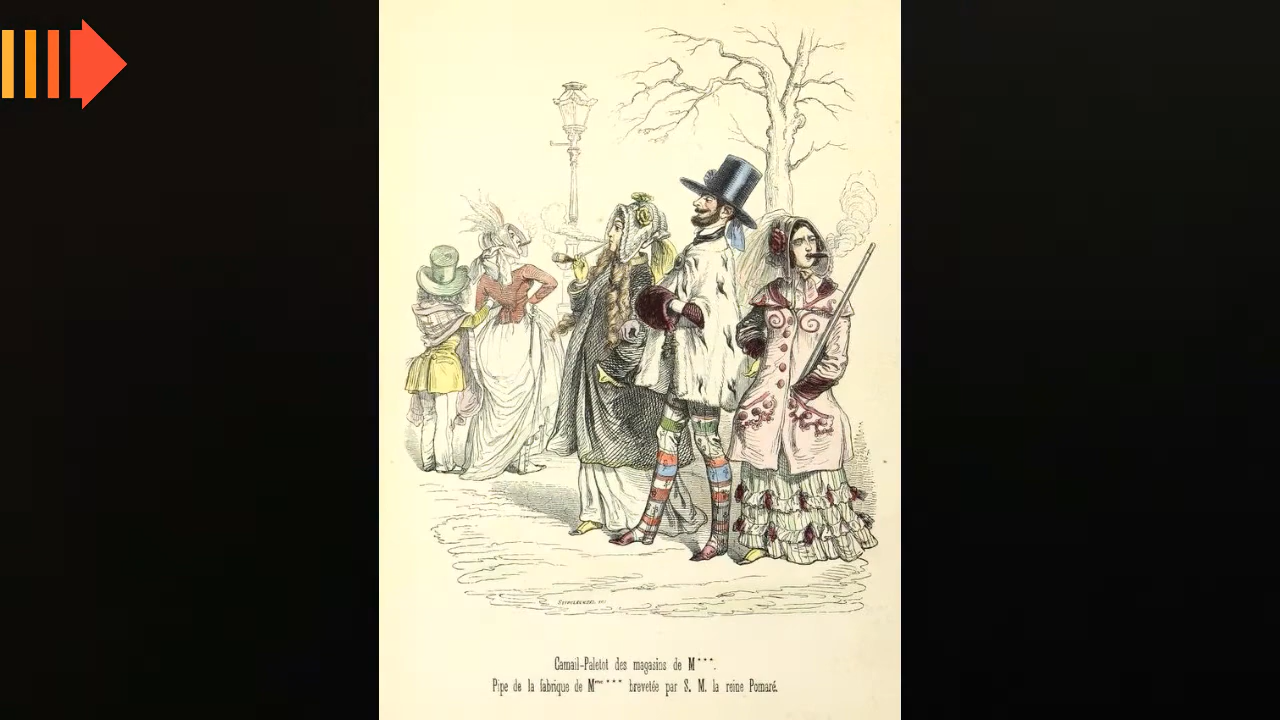 Camail-Paletot des magasins de M***.
Pipe de la fabrique de Mme*** brevetée par S. M. la reine Pomaré.